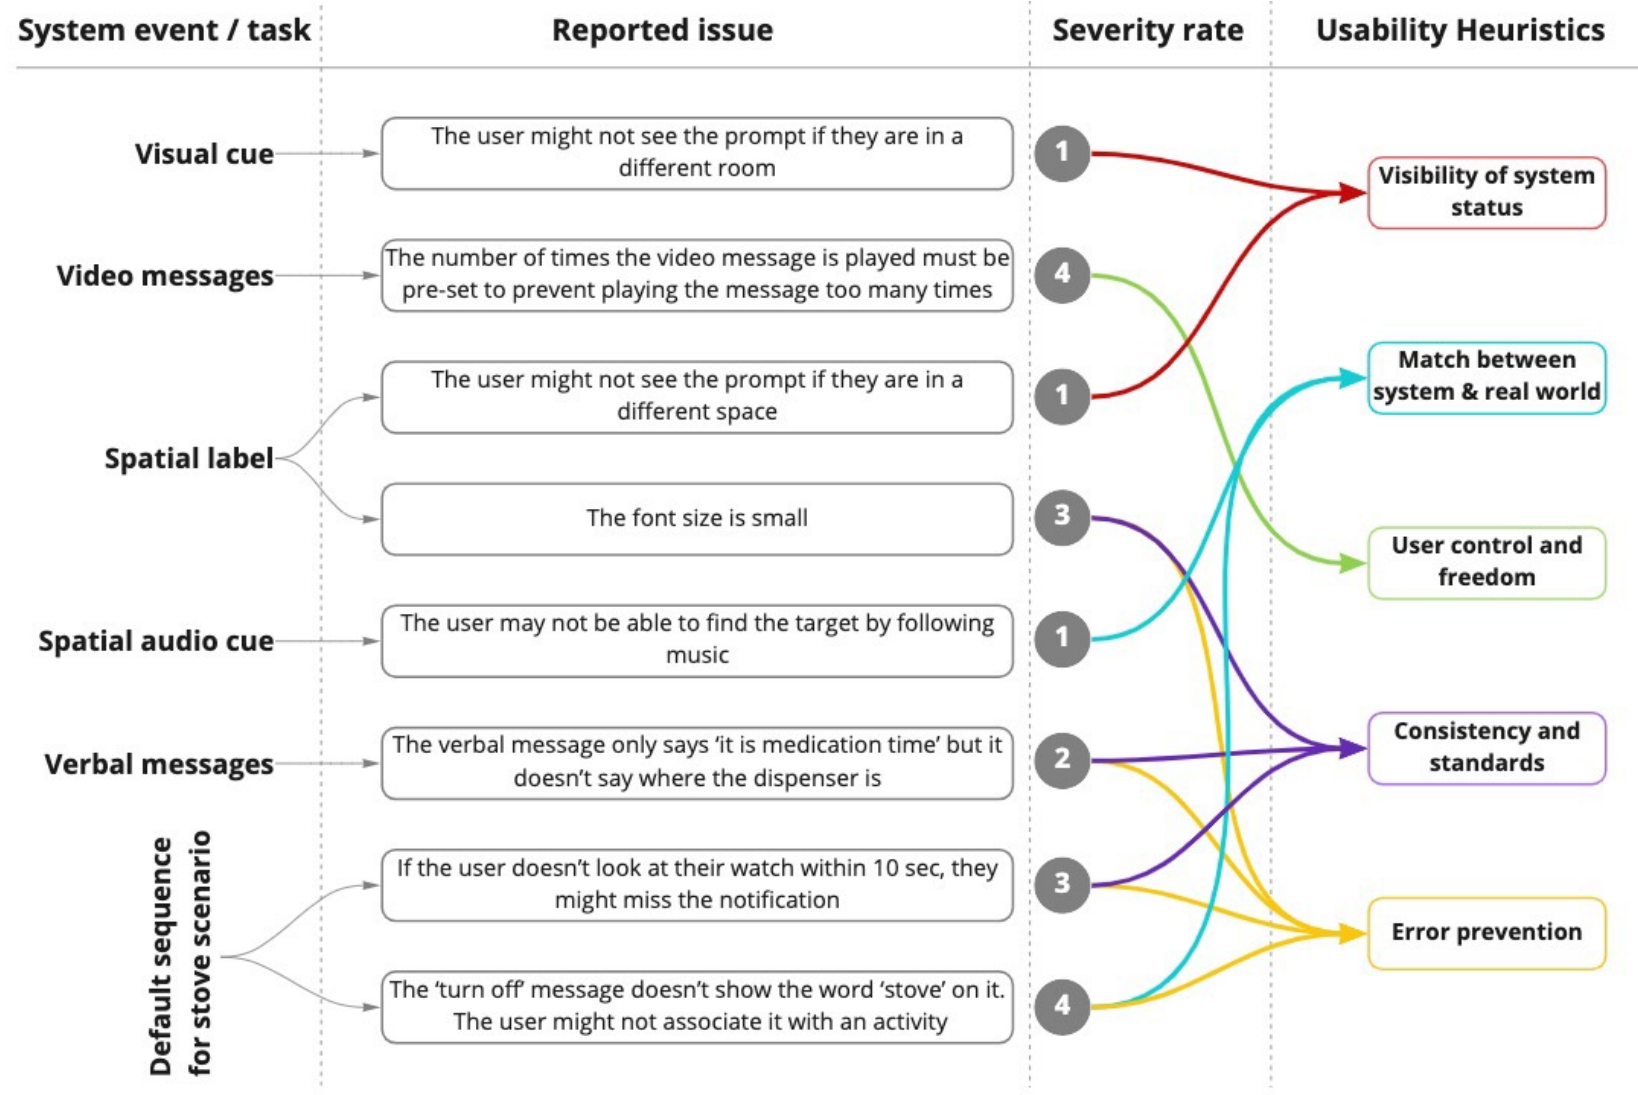 System event / task
Reported issue
Severity rate
Usability Heuristics
Visual cue
The user might not see the prompt if they are in a
different room
1
Visibility of system
status
Video messages
The number of times the video message is played must be
pre-set to prevent playing the message too many times
4
Match between
system & real world
Spatial label
The user might not see the prompt if they are in a
different space
1
The font size is small
3
User control and
freedom
Spatial audio cue
The user may not be able to find the target by following
music
1
Verbal messages
The verbal message only says ‘it is medication time’ but it
doesn’t say where the dispenser is
2
Consistency and
standards
Default sequence
for stove scenario
If the user doesn’t look at their watch within 10 sec, they
might miss the notification
3
Error prevention
The ‘turn off’ message doesn’t show the word ‘stove’ on it.
The user might not associate it with an activity
4